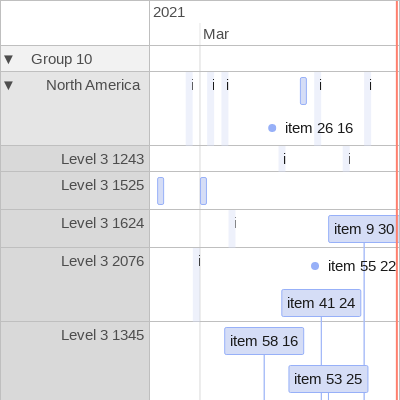 2021
Mar
▼ Group 10
▼ North America i i i i i
item 26 16
Level 3 1243 i i
Level 3 1525
Level 3 1624 i
item 9 30
Level 3 2076 i item 55 22
item 41 24
Level 3 1345 item 58 16
item 53 25